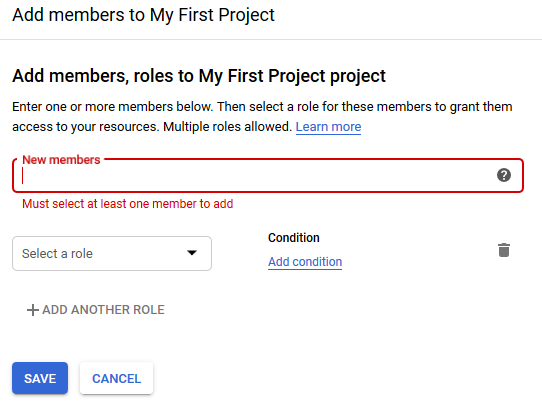 Add members to My First Project
Add members, roles to My First Project project
Enter one or more members below. Then select a role for these members to grant them
access to your resources. Multiple roles allowed. Learn more
New members
Must select at least one member to add
Select a role
Condition
Add condition
ADD ANOTHER ROLE
SAVE
CANCEL